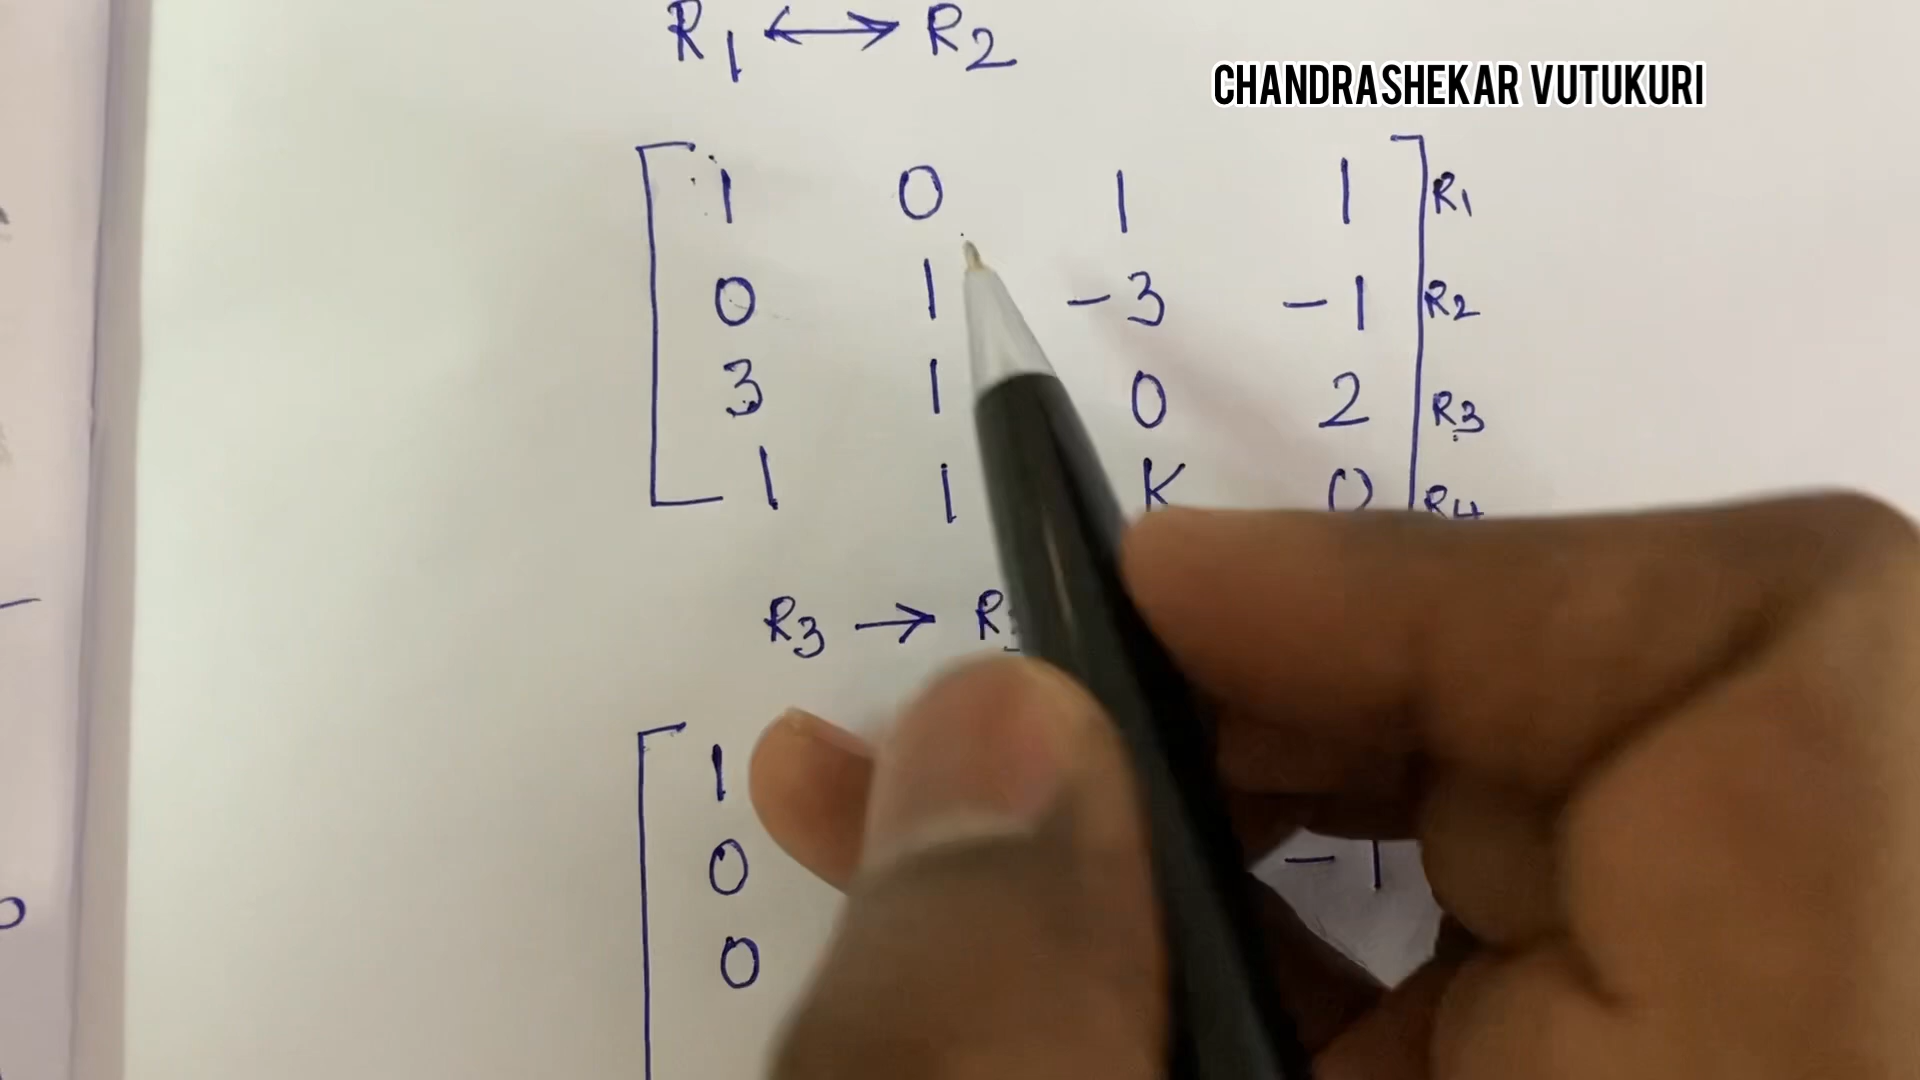 R1 ↔ R2
CHANDRASHEKAR VUTUKURI
1 0 1 1 R1
0 1 -3 -1 R2
3 1 0 2 R3
1 1 K 0 R4
R3 → R
1
0 -1
0